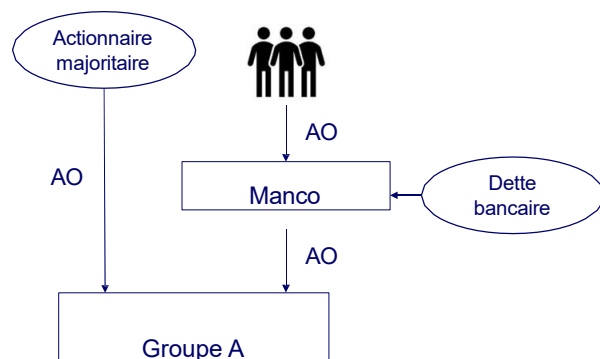 Actionnaire
majoritaire
AO
AO
Manco
Dette
bancaire
AO
Groupe A